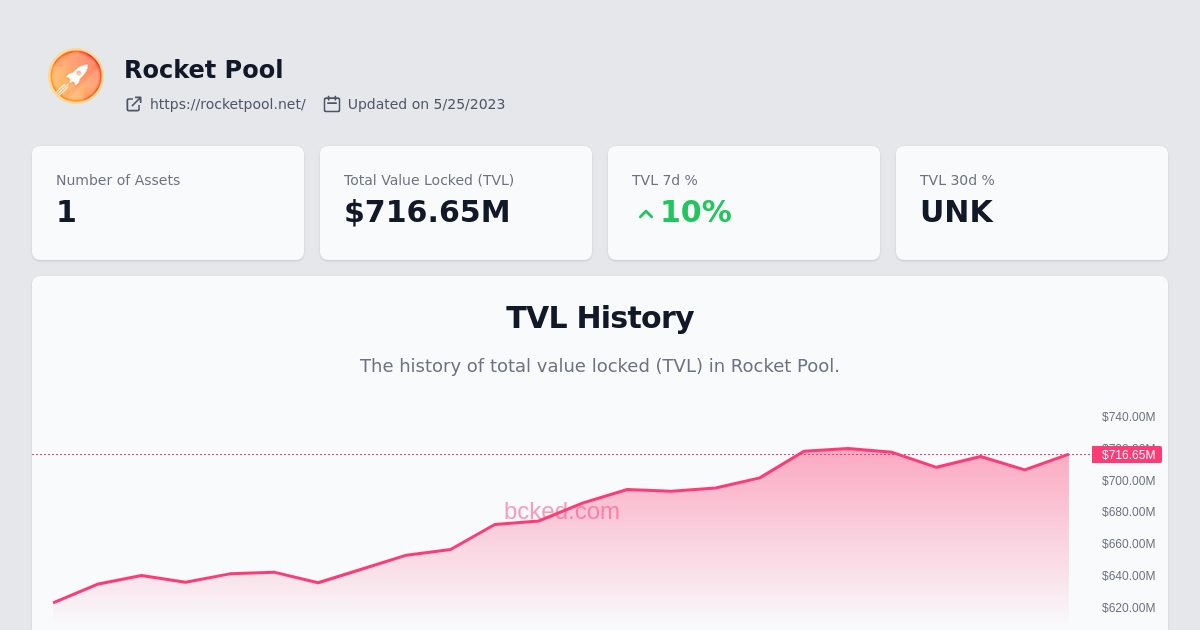 Rocket Pool
https://rocketpool.net/ Updated on 5/25/2023
Number of Assets
1
Total Value Locked (TVL)
$716.65M
TVL 7d %
10%
TVL 30d %
UNK
TVL History
The history of total value locked (TVL) in Rocket Pool.
$740.00M
$716.65M
$700.00M
$680.00M
$660.00M
$640.00M
$620.00M
bcked.com